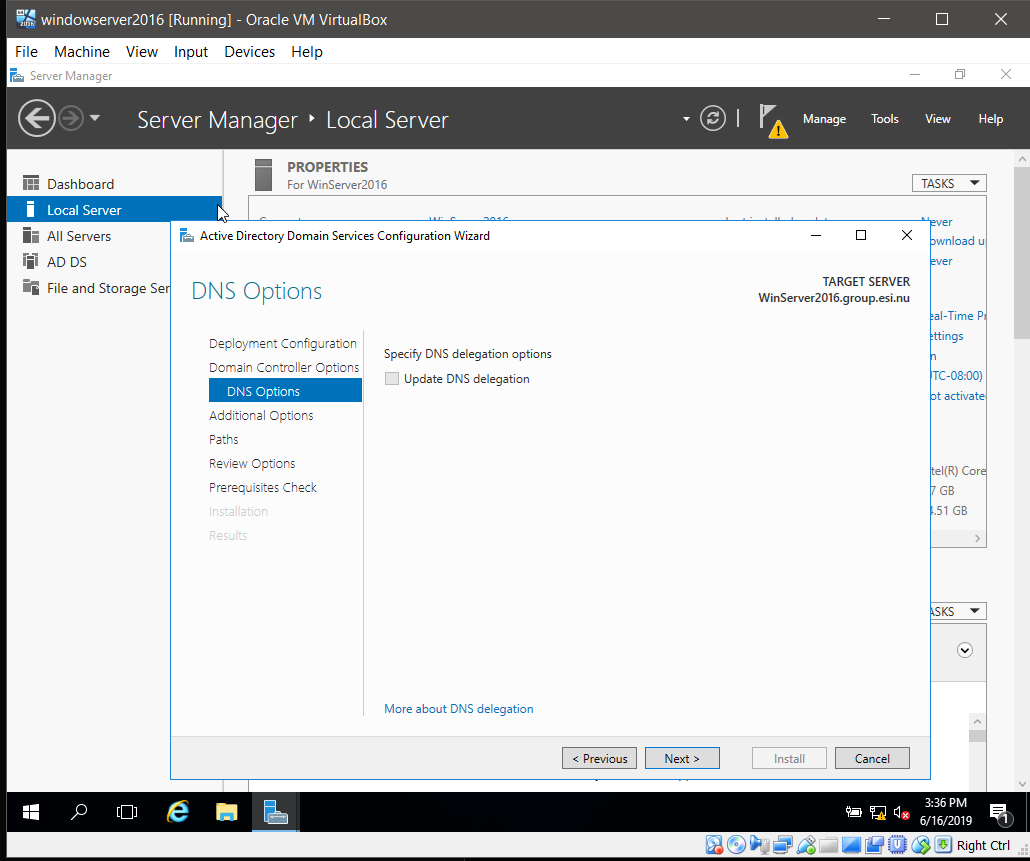 windowserver2016 [Running] - Oracle VM VirtualBox
File Machine View Input Devices Help
Server Manager
Server Manager Local Server
Manage Tools View Help
Dashboard
Local Server
All Servers
AD DS
File and Storage Ser
PROPERTIES
For WinServer2016
TASKS
WinServer2016
Never
ownload u
ever
eal-Time Pr
ettings
UTC-08:00)
ot activate
tel(R) Core
7 GB
.51 GB
ASKS
Active Directory Domain Services Configuration Wizard
DNS Options
TARGET SERVER
WinServer2016.group.esi.nu
Deployment Configuration
Domain Controller Options
DNS Options
Additional Options
Paths
Review Options
Prerequisites Check
Installation
Results
Specify DNS delegation options
Update DNS delegation
More about DNS delegation
< Previous Next > Install Cancel
3:36 PM
6/16/2019
1
Right Ctrl